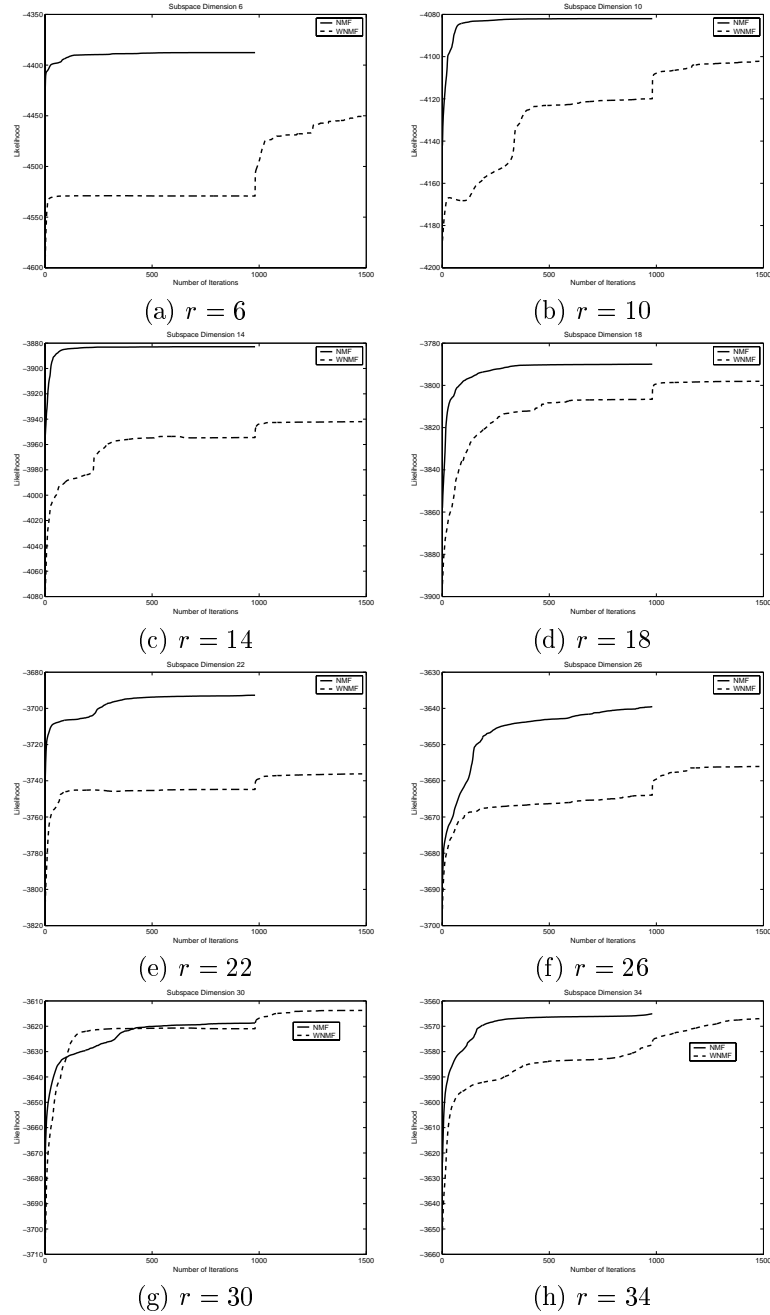 Subspace Dimension 6
−4350
−4400
−4450
−4500
−4550
−4600
Likelihood
NMF
WNMF
0
500
1000
1500
Number of Iterations
(a) r = 6
Subspace Dimension 10
−4080
−4100
−4120
−4140
−4160
−4180
−4200
Likelihood
NMF
WNMF
0
500
1000
1500
Number of Iterations
(b) r = 10
Subspace Dimension 14
−3880
−3900
−3920
−3940
−3960
−3980
−4000
−4020
−4040
−4060
−4080
Likelihood
NMF
WNMF
0
500
1000
1500
Number of Iterations
(c) r = 14
Subspace Dimension 18
−3780
−3800
−3820
−3840
−3860
−3880
−3900
Likelihood
NMF
WNMF
0
500
1000
1500
Number of Iterations
(d) r = 18
Subspace Dimension 22
−3680
−3700
−3720
−3740
−3760
−3780
−3800
−3820
Likelihood
NMF
WNMF
0
500
1000
1500
Number of Iterations
(e) r = 22
Subspace Dimension 26
−3630
−3640
−3650
−3660
−3670
−3680
−3690
−3700
Likelihood
NMF
WNMF
0
500
1000
1500
Number of Iterations
(f) r = 26
Subspace Dimension 30
−3610
−3620
−3630
−3640
−3650
−3660
−3670
−3680
−3690
−3700
−3710
Likelihood
NMF
WNMF
0
500
1000
1500
Number of Iterations
(g) r = 30
Subspace Dimension 34
−3560
−3570
−3580
−3590
−3600
−3610
−3620
−3630
−3640
−3650
−3660
Likelihood
NMF
WNMF
0
500
1000
1500
Number of Iterations
(h) r = 34